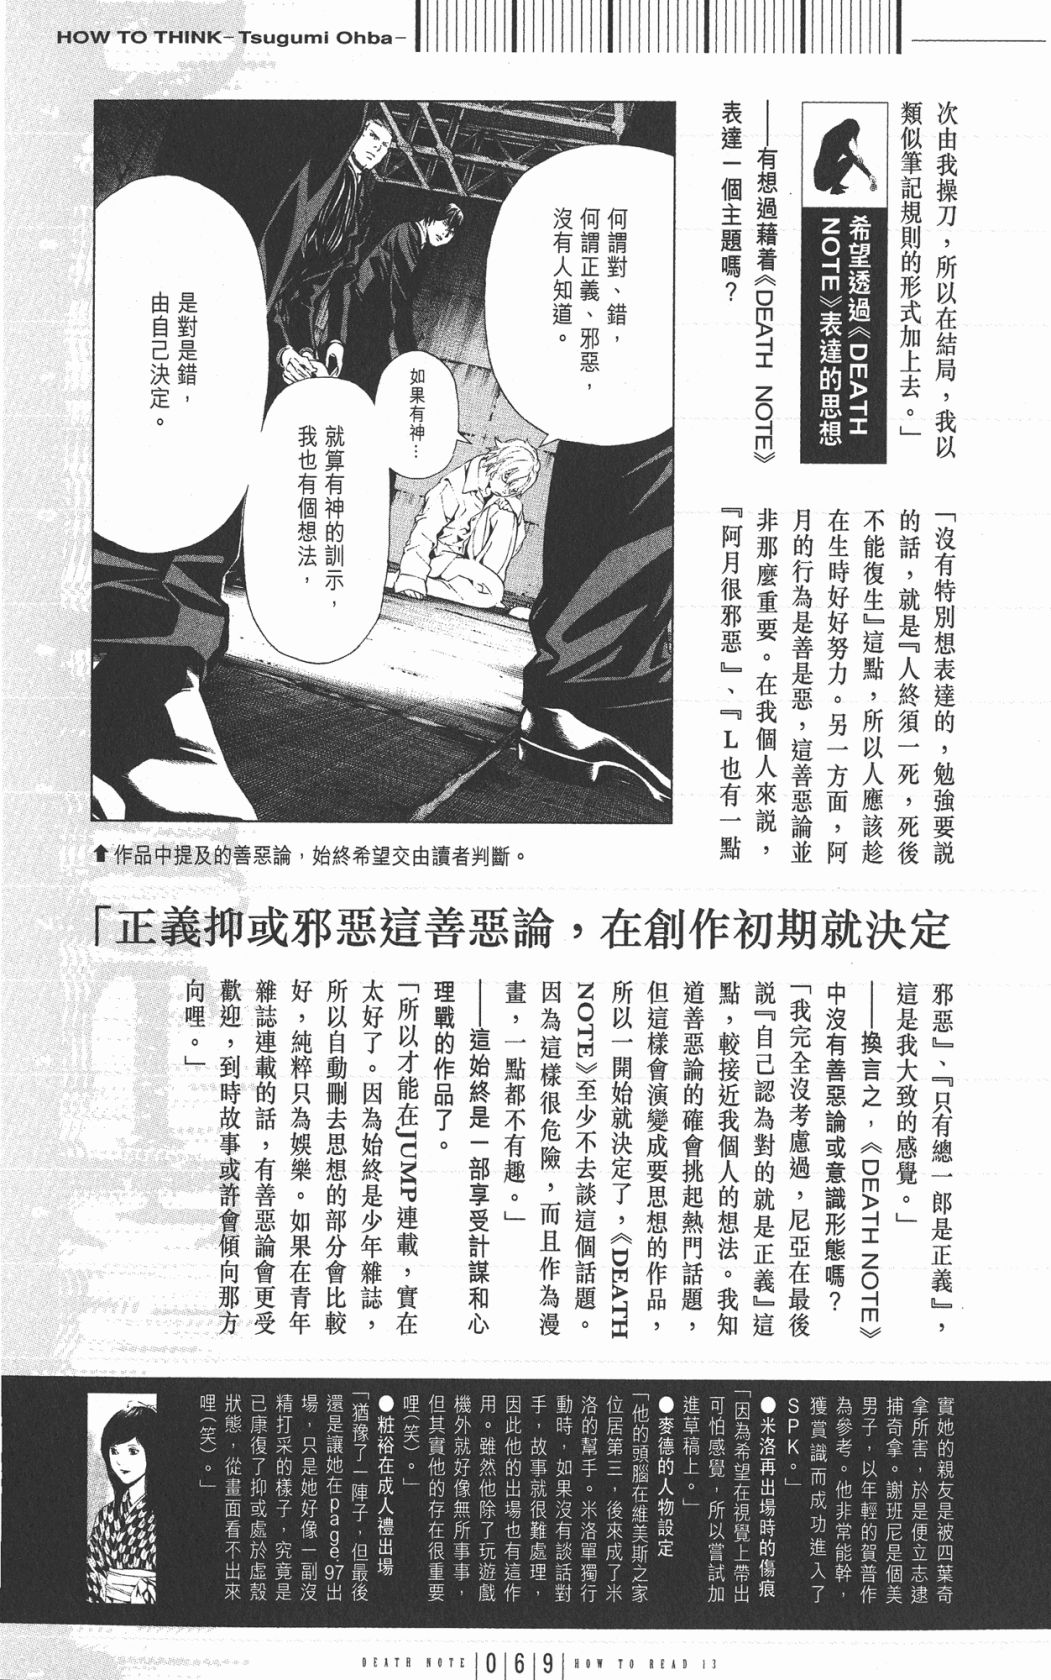 HOW TO THINK–Tsugumi Ohba–
次由我操刀，所以在結局，我以
類似筆記規則的形式加上去。」
希望透過《DEATH
NOTE》表達的思想
——有想過藉着《DEATH NOTE》
表達一個主題嗎？
「沒有特別想表達的，勉強要說
的話，就是『人終須一死，死後
不能復生』這點，所以人應該趁
在生時好好努力。另一方面，阿
月的行為是善是惡，這善惡論並
非那麼重要。在我個人來說，
『阿月很邪惡』、『L也有一點
何謂對、錯，
何謂正義、邪惡，
沒有人知道。
如果有神…
就算有神的訓示，
我也有個想法，
是對是錯，
由自己決定。
⬆作品中提及的善惡論，始終希望交由讀者判斷。
「正義抑或邪惡這善惡論，在創作初期就決定
邪惡』、『只有總一郎是正義』，
這是我大致的感覺。」
——換言之，《DEATH NOTE》
中沒有善惡論或意識形態嗎？
「我完全沒考慮過，尼亞在最後
說『自己認為對的就是正義』這
點，較接近我個人的想法。我知
道善惡論的確會挑起熱門話題，
但這樣會演變成要思想的作品，
所以一開始就決定了，《DEATH
NOTE》至少不去談這個話題。
因為這樣很危險，而且作為漫
畫，一點都不有趣。」
——這始終是一部享受計謀和心
理戰的作品了。
「所以才能在JUMP連載，實在
太好了。因為始終是少年雜誌，
所以自動刪去思想的部分會比較
好，純粹只為娛樂。如果在青年
雜誌連載的話，有善惡論會更受
歡迎，到時故事或許會傾向那方
向哩。」
實她的親友是被四葉奇
拿所害，於是便立志逮
捕奇拿。謝班尼是個美
男子，以年輕的賀普作
為參考。他非常能幹，
獲賞識而成功進入了
SPK。」
●米洛再出場時的傷痕
「因為希望在視覺上帶出
可怕感覺，所以嘗試加
進草稿上。」
●麥德的人物設定
「他的頭腦在維美斯之家
位居第三，後來成了米
洛的幫手。米洛單獨行
動時，如果沒有談話對
手，故事就很難處理，
因此他的出場也有這作
用。雖然他除了玩遊戲
機外就好像無所事事，
但其實他的存在很重要
哩（笑）。」
●粧裕在成人禮出場
「猶豫了一陣子，但最後
還是讓她在page97出
場，只是她好像一副沒
精打采的樣子，究竟是
已康復了抑或處於虛殼
狀態，從畫面看不出來
哩（笑）。」
DEATH NOTE 069 HOW TO READ 13